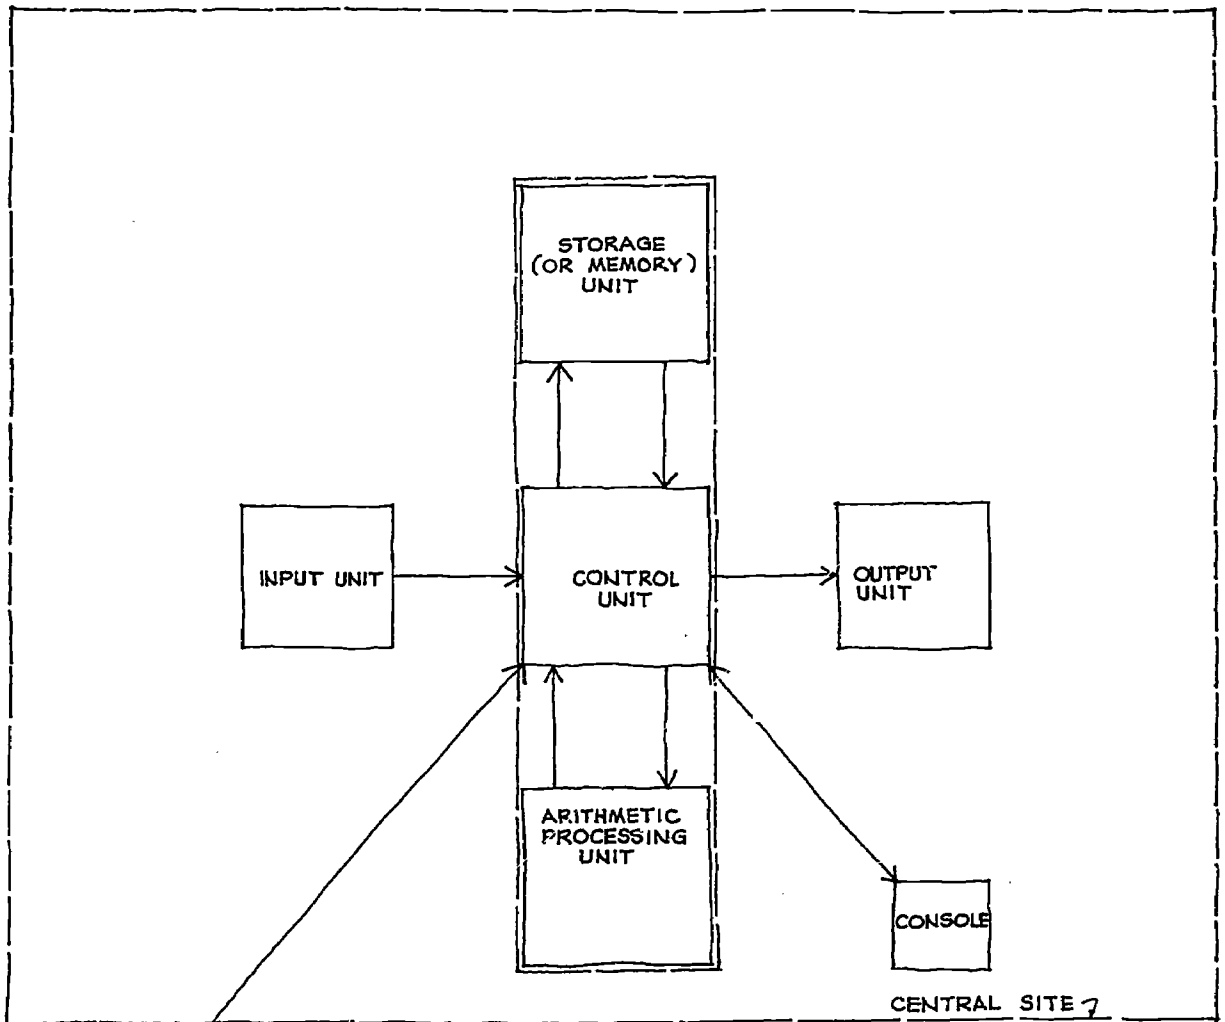 STORAGE
(OR MEMORY)
UNIT
INPUT UNIT
CONTROL
UNIT
OUTPUT
UNIT
ARITHMETIC
PROCESSING
UNIT
CONSOLE
CENTRAL SITE